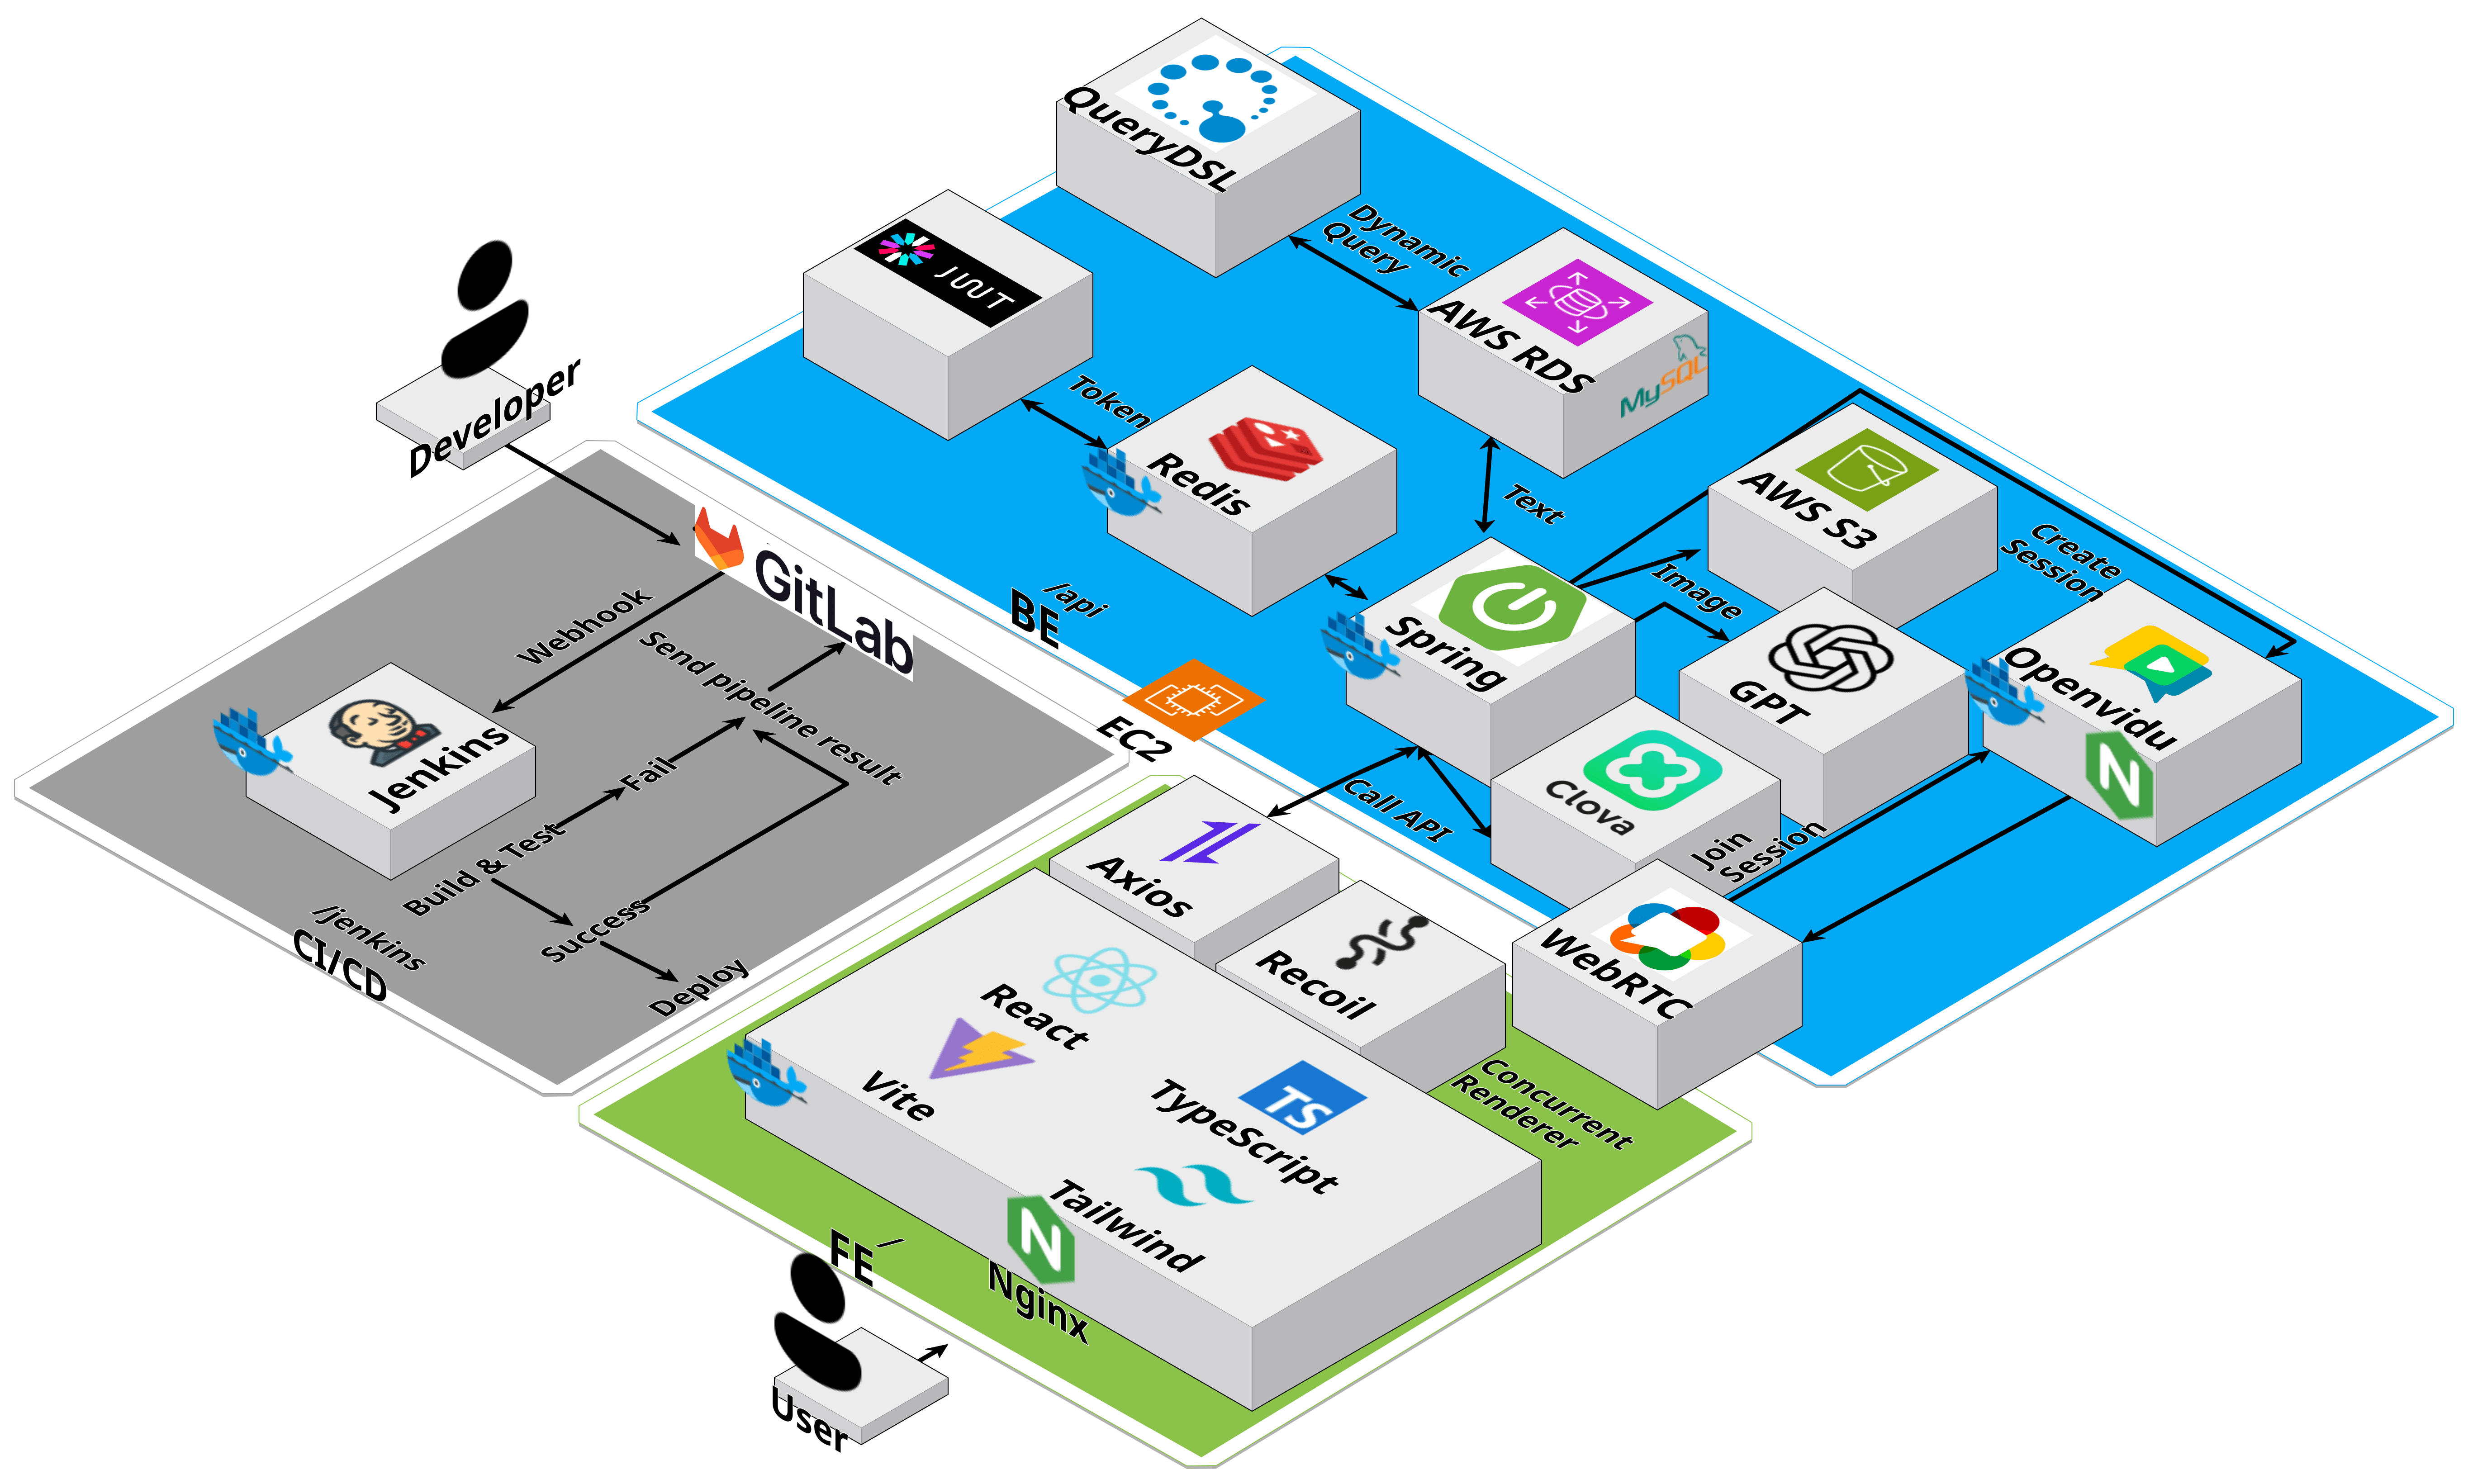 QueryDSL
JWT
Dynamic
Query
AWS RDS
MySQL
Developer
Token
Redis
Text
AWS S3
Create
Session
GitLab
Webhook
Send pipeline result
/api
BE
Spring
Image
GPT
Openvidu
EC2
Jenkins
Fail
Build & Test
Success
Deploy
/jenkins
CI/CD
Call API
Clova
Join
Session
Axios
Recoil
WebRTC
React
Vite
TS
Typescript
Concurrent
Renderer
Tailwind
N
N
/
FE
Nginx
User